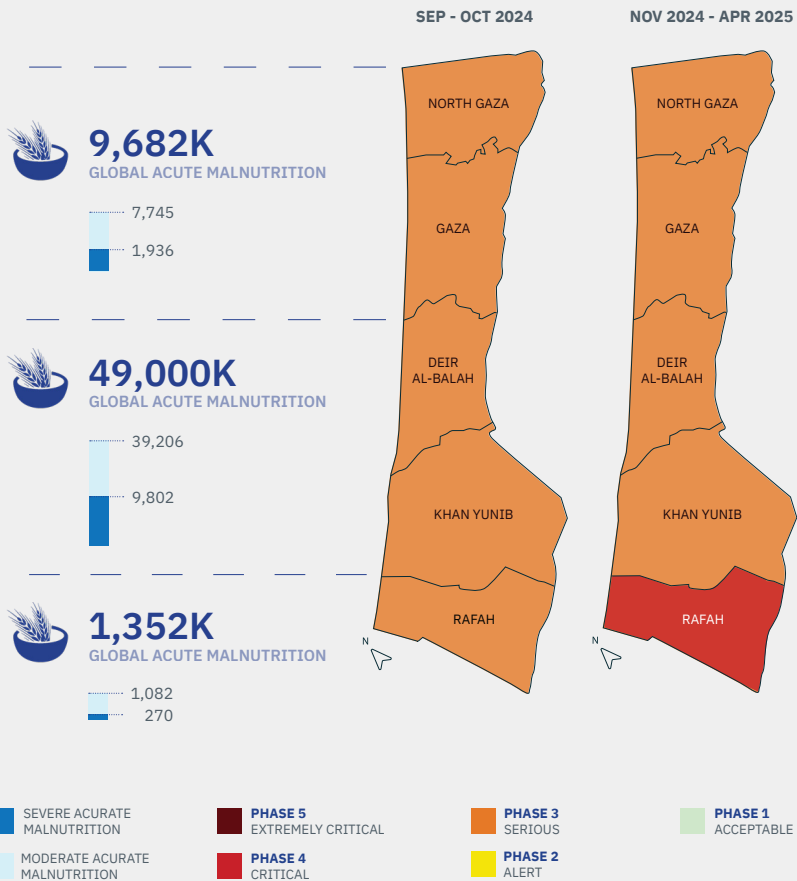 SEP - OCT 2024
NOV 2024 - APR 2025
9,682K
GLOBAL ACUTE MALNUTRITION
7,745
1,936
49,000K
GLOBAL ACUTE MALNUTRITION
39,206
9,802
1,352K
GLOBAL ACUTE MALNUTRITION
1,082
270
NORTH GAZA
GAZA
DEIR
AL-BALAH
KHAN YUNIB
RAFAH
N
NORTH GAZA
GAZA
DEIR
AL-BALAH
KHAN YUNIB
RAFAH
N
SEVERE ACURATE
MALNUTRITION
MODERATE ACURATE
MALNUTRITION
PHASE 5
EXTREMELY CRITICAL
PHASE 4
CRITICAL
PHASE 3
SERIOUS
PHASE 2
ALERT
PHASE 1
ACCEPTABLE